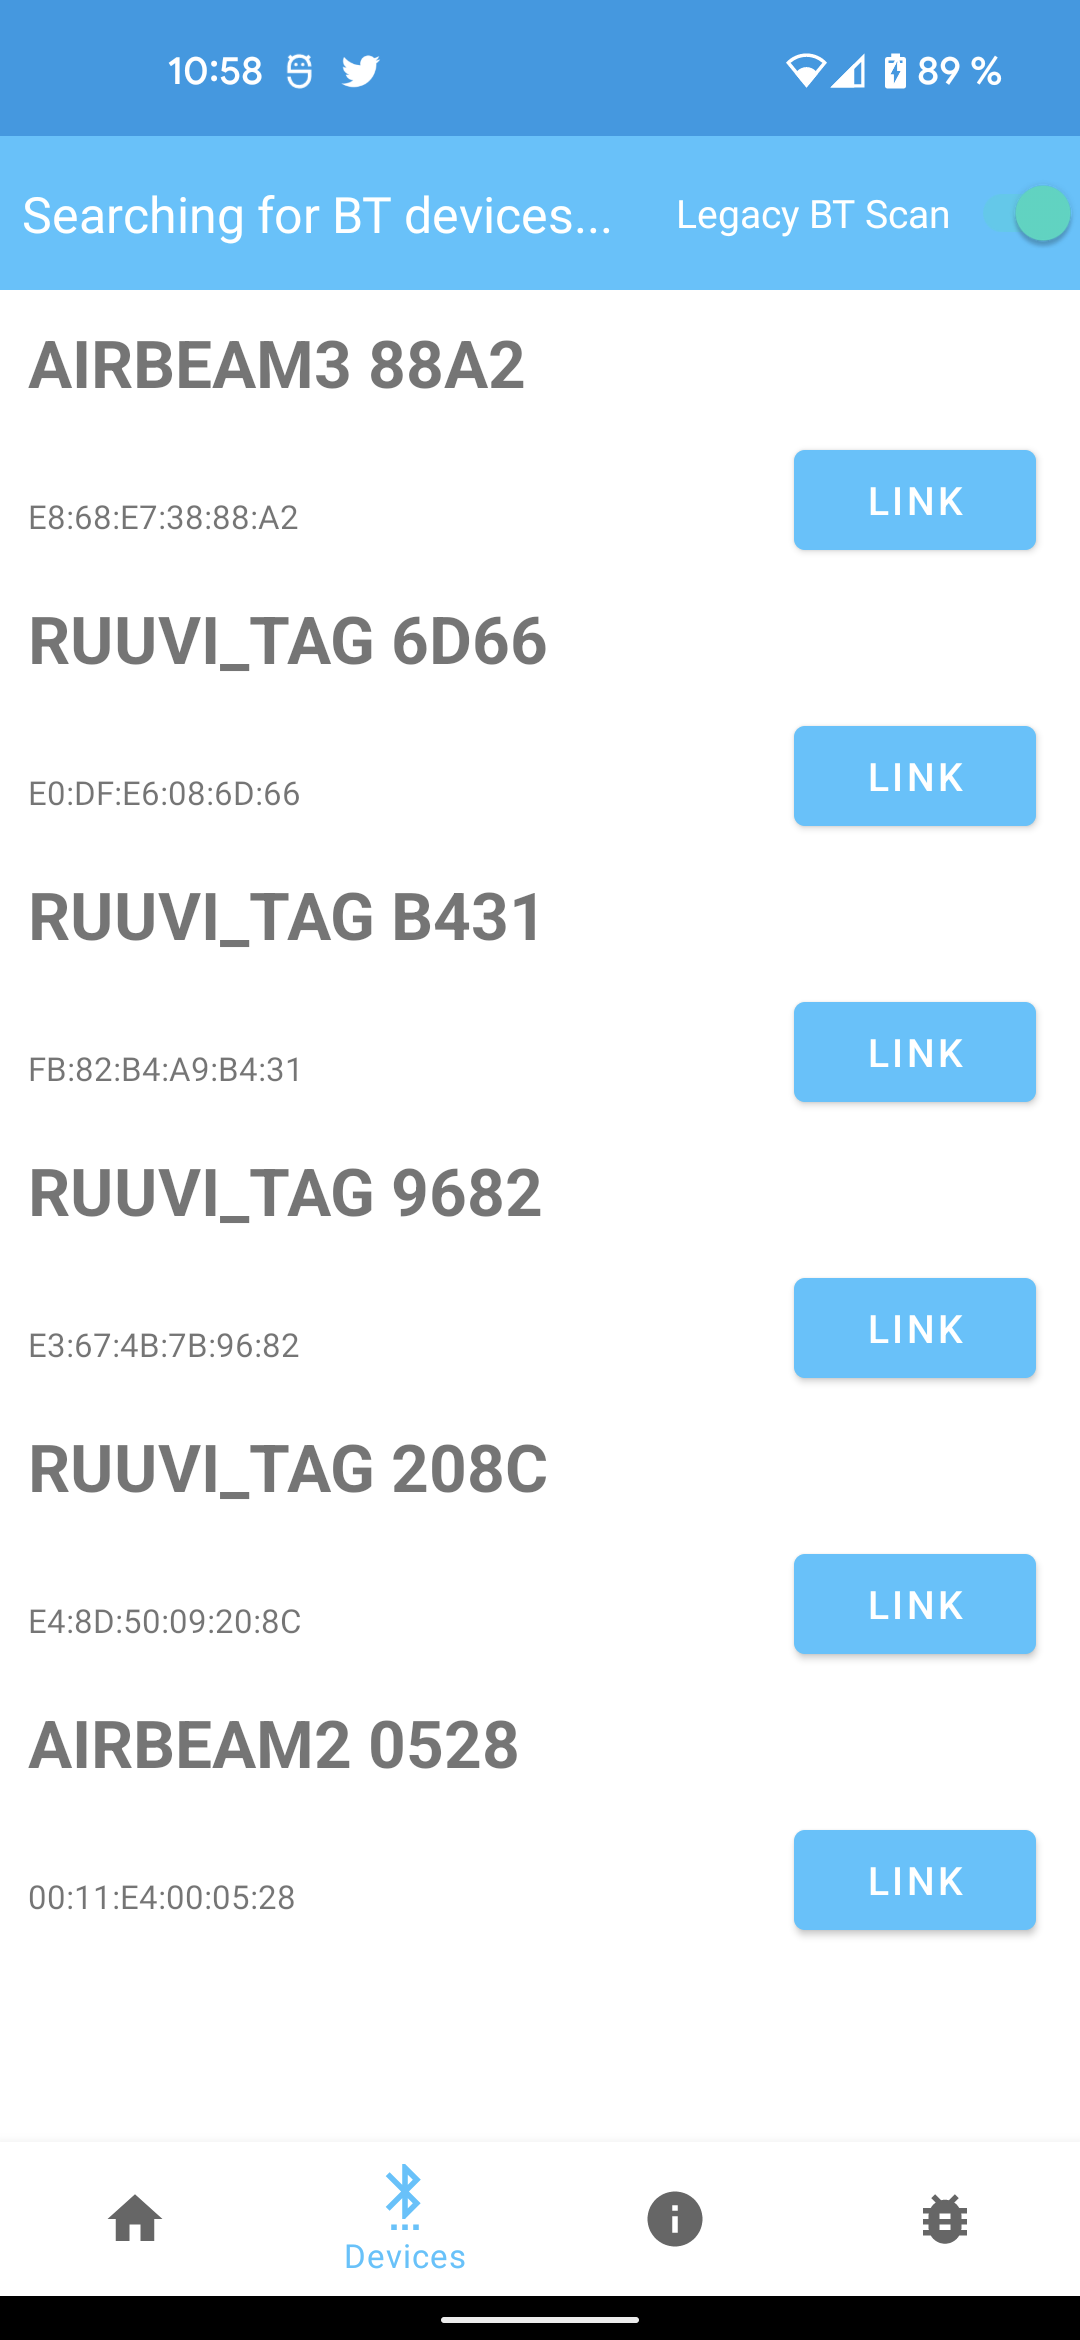 10:58 89 %
Searching for BT devices... Legacy BT Scan
AIRBEAM3 88A2
E8:68:E7:38:88:A2 LINK
RUUVI_TAG 6D66
E0:DF:E6:08:6D:66 LINK
RUUVI_TAG B431
FB:82:B4:A9:B4:31 LINK
RUUVI_TAG 9682
E3:67:4B:7B:96:82 LINK
RUUVI_TAG 208C
E4:8D:50:09:20:8C LINK
AIRBEAM2 0528
00:11:E4:00:05:28 LINK
Devices